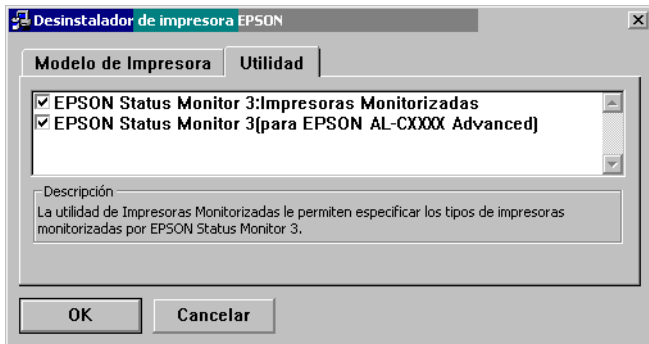 Desinstalador de impresora EPSON
Modelo de Impresora
Utilidad
EPSON Status Monitor 3:Impresoras Monitorizadas
EPSON Status Monitor 3(para EPSON AL-CXXXX Advanced)
Descripción
La utilidad de Impresoras Monitorizadas le permiten especificar los tipos de impresoras
monitorizadas por EPSON Status Monitor 3.
OK
Cancelar